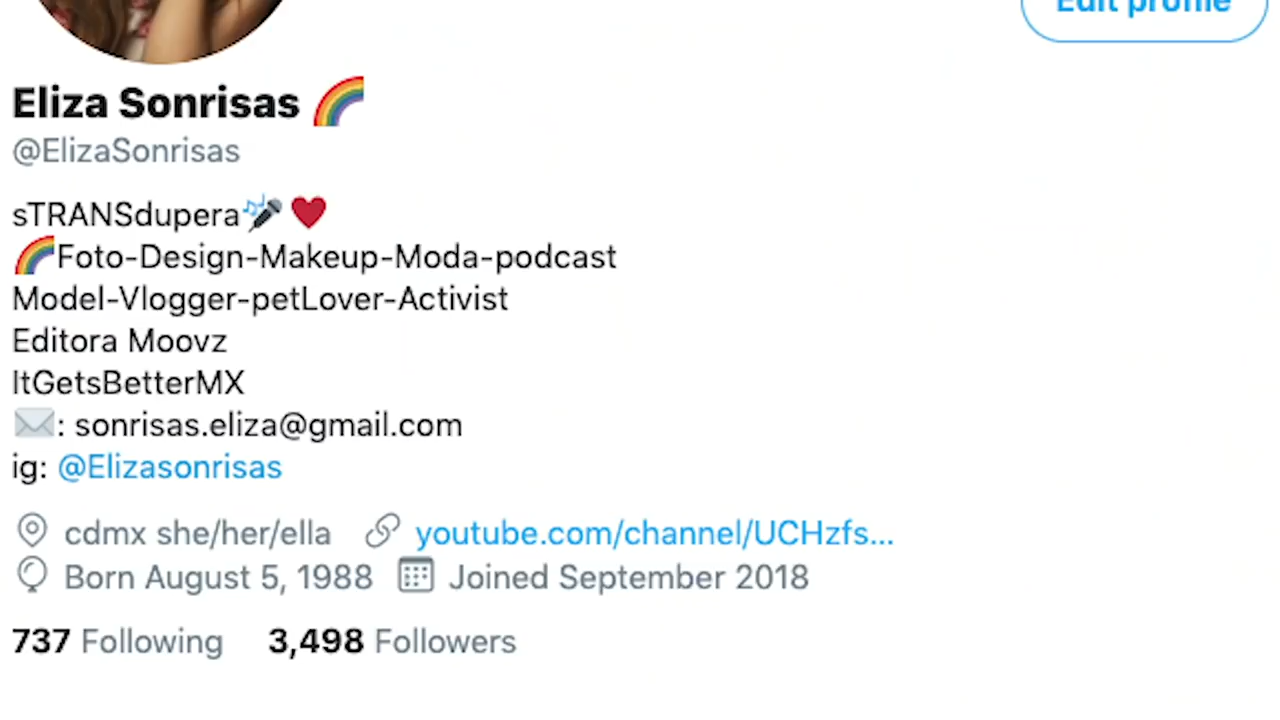 Edit profile
Eliza Sonrisas 🌈
@ElizaSonrisas
sTRANSdupera🎤❤️
🌈Foto-Design-Makeup-Moda-podcast
Model-Vlogger-petLover-Activist
Editora Moovz
ItGetsBetterMX
✉️: sonrisas.eliza@gmail.com
ig: @Elizasonrisas
cdmx she/her/ella youtube.com/channel/UCHzfs...
Born August 5, 1988 Joined September 2018
737 Following 3,498 Followers